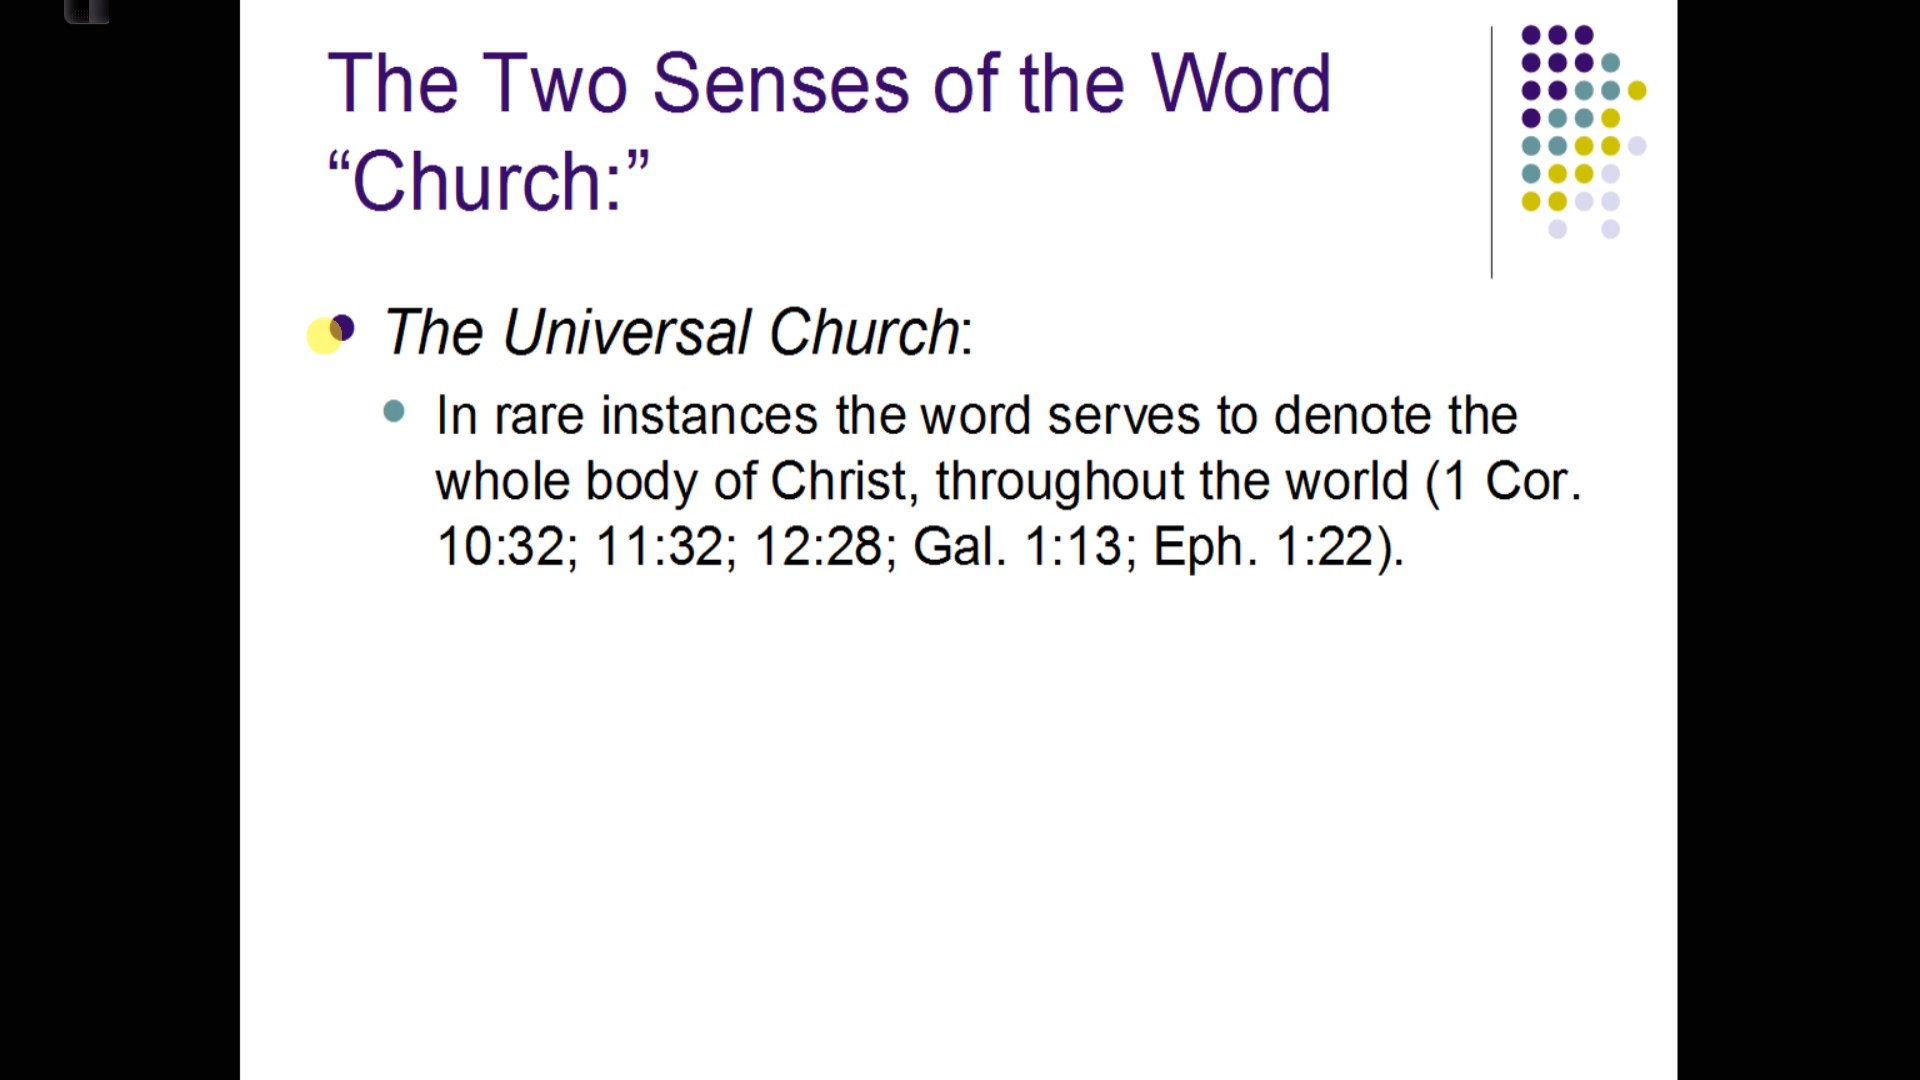 The Two Senses of the Word
“Church:”
The Universal Church:
In rare instances the word serves to denote the
whole body of Christ, throughout the world (1 Cor.
10:32; 11:32; 12:28; Gal. 1:13; Eph. 1:22).